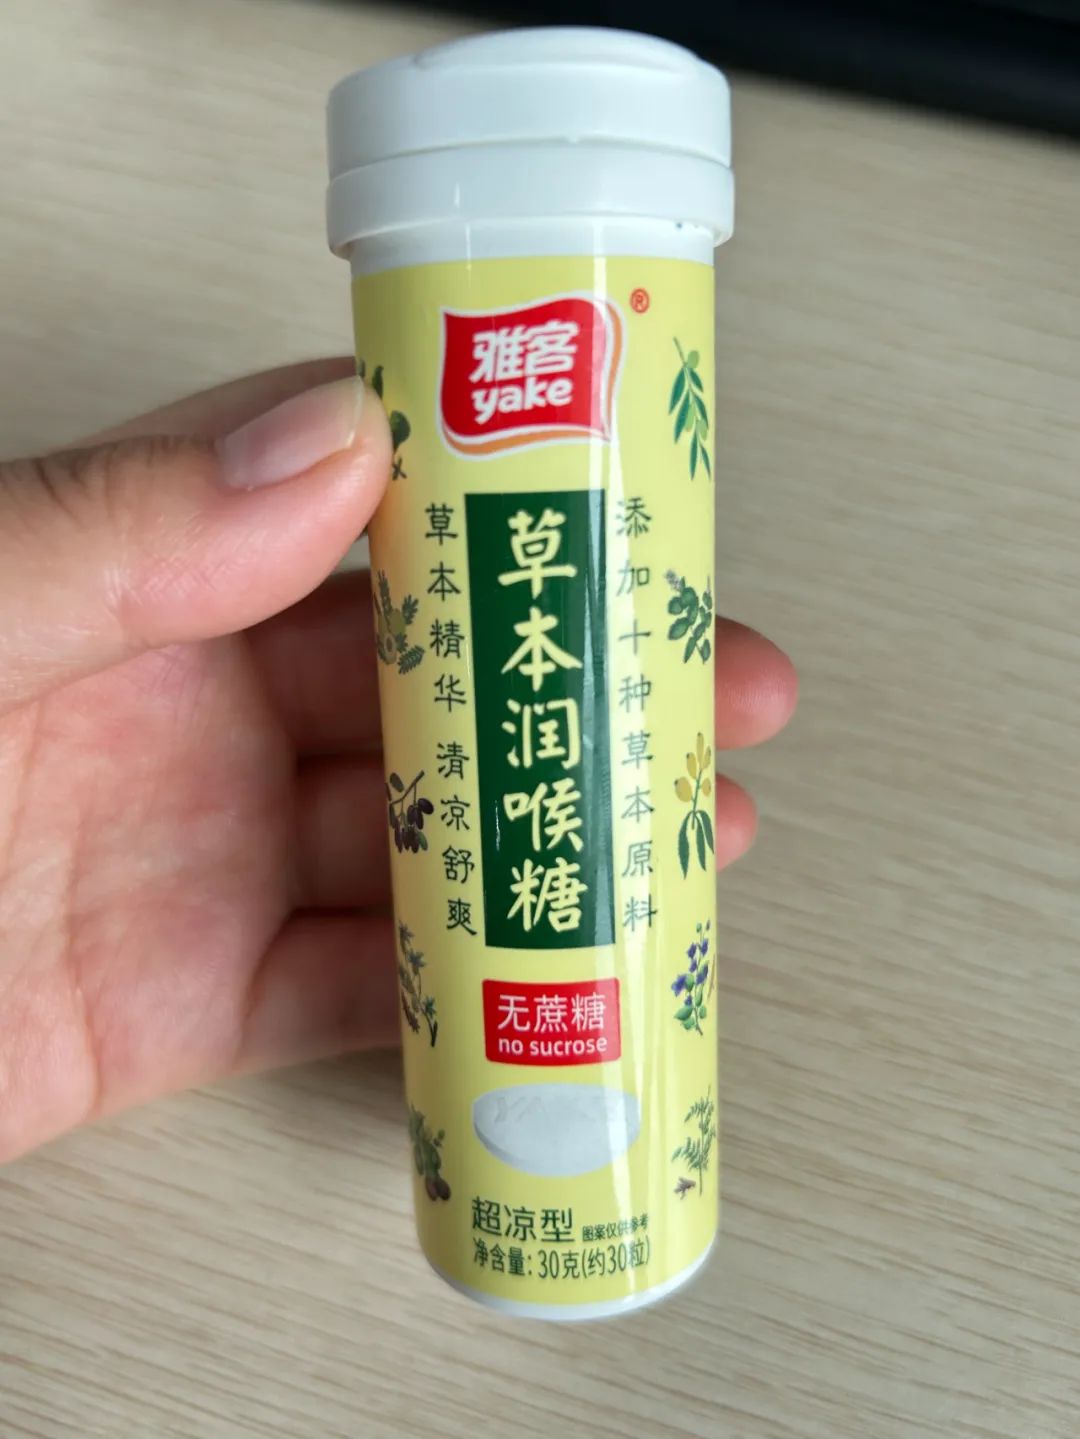 雅客
yake
®
草本精华 清凉舒爽
草本润喉糖
添加十种草本原料
无蔗糖
no sucrose
YAKE
超凉型 图案仅供参考
净含量：30克(约30粒)